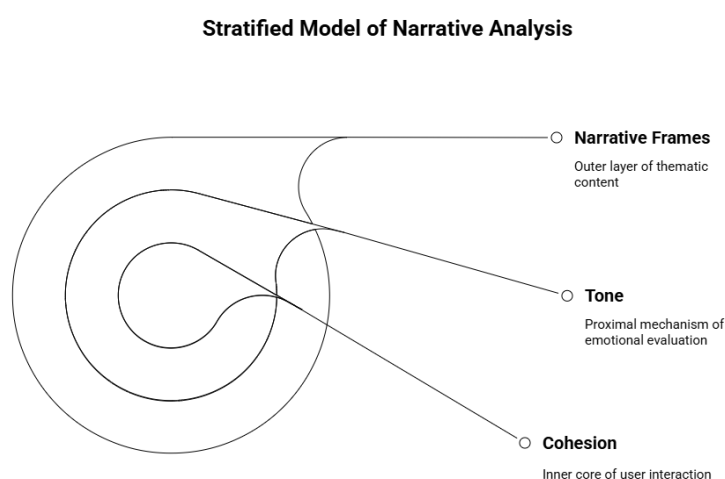 Stratified Model of Narrative Analysis
Narrative Frames
Outer layer of thematic
content
Tone
Proximal mechanism of
emotional evaluation
Cohesion
Inner core of user interaction